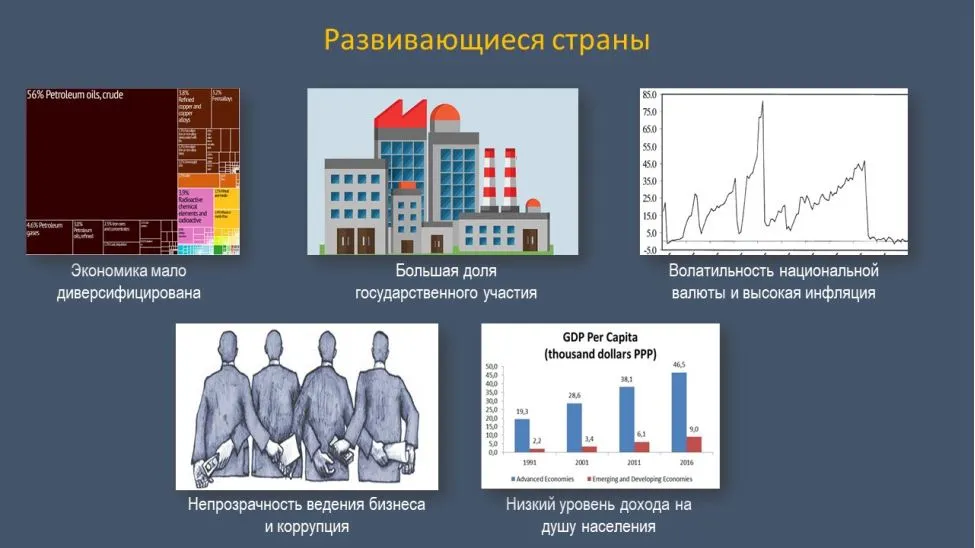 Развивающиеся страны
56% Petroleum oils, crude
3.8%
Refined
copper and
copper
alloys
3.2%
Ferroalloys
3.9%
Radioactive
chemical
elements and
radioactive
4.6% Petroleum
gases
3.0%
Petroleum
oils, refined
Экономика мало
диверсифицирована
Большая доля
государственного участия
85.0
75.0
65.0
55.0
45.0
35.0
25.0
15.0
5.0
-5.0
Волатильность национальной
валюты и высокая инфляция
Непрозрачность ведения бизнеса
и коррупция
GDP Per Capita
(thousand dollars PPP)
50,0
45,0
40,0
35,0
30,0
25,0
20,0
15,0
10,0
5,0
0,0
19,3
2,2
28,6
3,4
38,1
6,1
46,5
9,0
1991
2001
2011
2016
Advanced Economies
Emerging and Developing Economies
Низкий уровень дохода на
душу населения